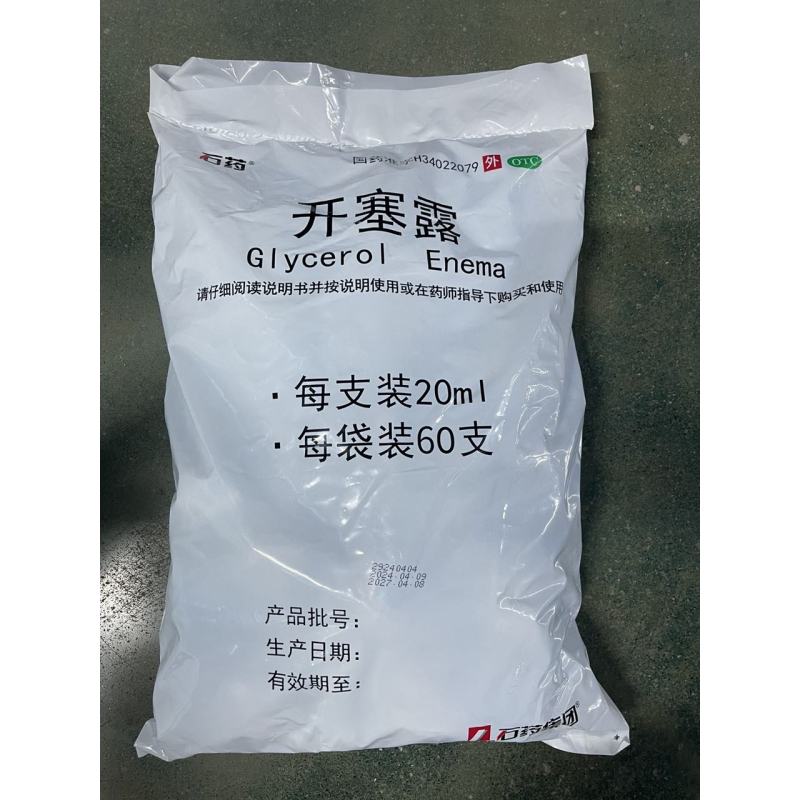 石药®
国药准字H34022079 外 OTC
开塞露
Glycerol Enema
请仔细阅读说明书并按说明使用或在药师指导下购买和使用
·每支装20ml
·每袋装60支
29240404
2024·04·09
2027·04·08
产品批号：
生产日期：
有效期至：
石药集团®